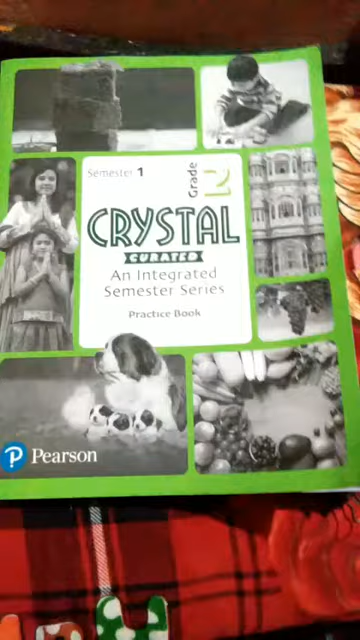 Semester 1
Grade 2
CRYSTAL
CURATED
An Integrated
Semester Series
Practice Book
P Pearson